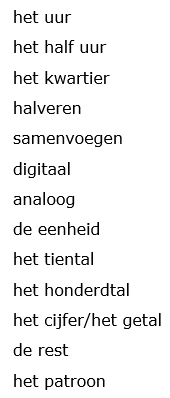 het uur
het half uur
het kwartier
halveren
samenvoegen
digitaal
analoog
de eenheid
het tiental
het honderdtal
het cijfer/het getal
de rest
het patroon